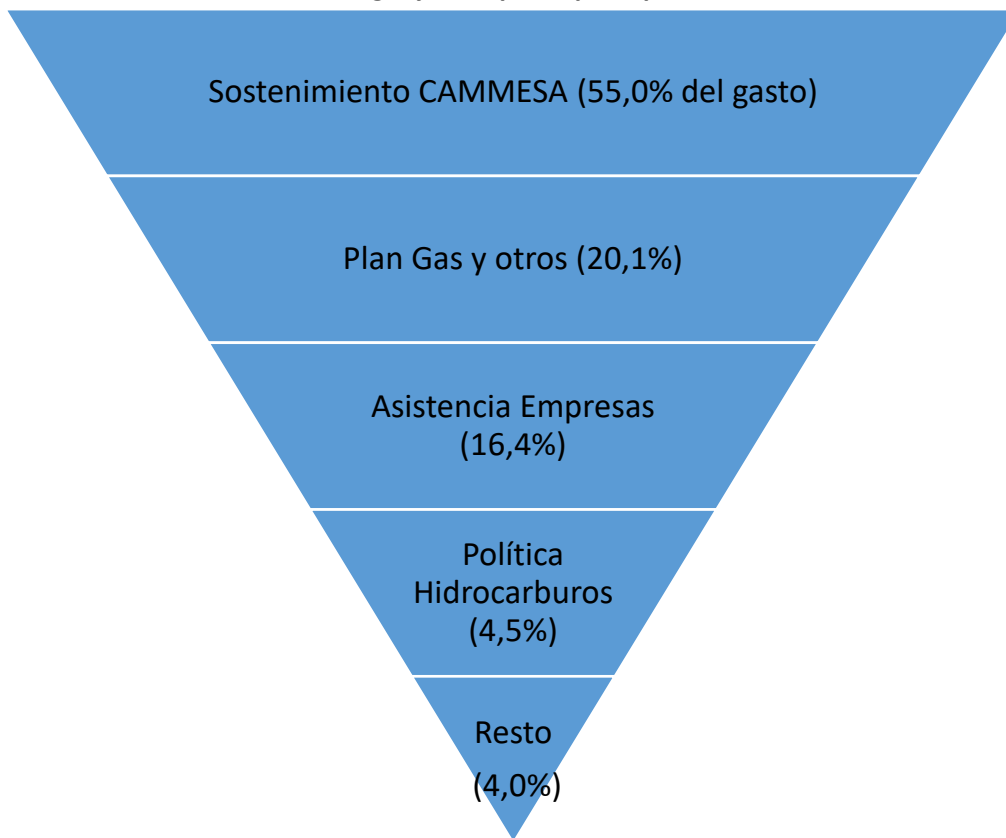 Sostenimiento CAMMESA (55,0% del gasto)
Plan Gas y otros (20,1%)
Asistencia Empresas
(16,4%)
Política
Hidrocarburos
(4,5%)
Resto
(4,0%)